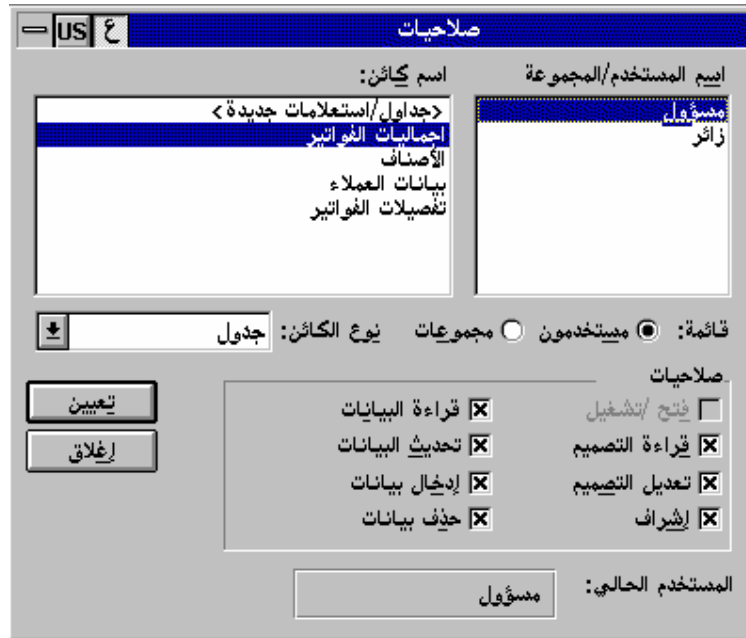 صلاحيات
ع US
اسم المستخدم/المجموعة
اسم كائن:
مسؤول
زائر
<جداول/استعلامات جديدة>
اجماليات الفواتير
الأصناف
بيانات العملاء
تفصيلات الفواتير
قائمة: مستخدمون مجموعات نوع الكائن: جدول
صلاحيات
فتح /تشغيل قراءة البيانات
قراءة التصميم تحديث البيانات
تعديل التصميم إدخال بيانات
إشراف حذف بيانات
تعيين
إغلاق
المستخدم الحالي: مسؤول